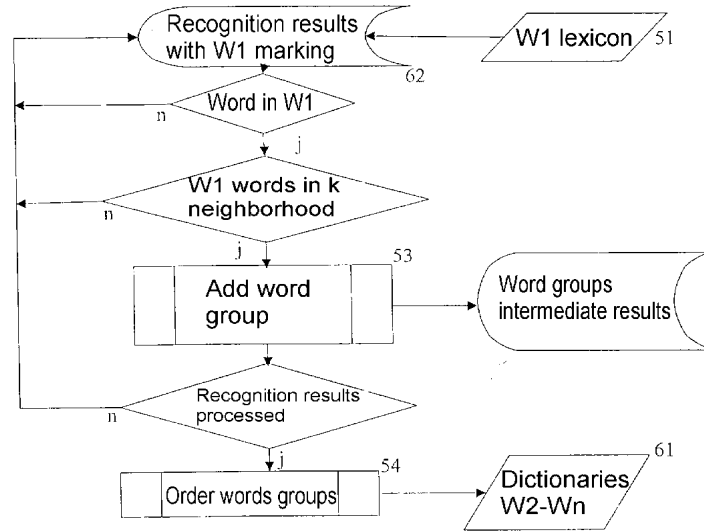 Recognition results
with W1 marking
W1 lexicon
51
62
Word in W1
n
j
W1 words in k
neighborhood
n
j
53
Add word
group
Word groups
intermediate results
Recognition results
processed
n
j
54
61
Order words groups
Dictionaries
W2-Wn